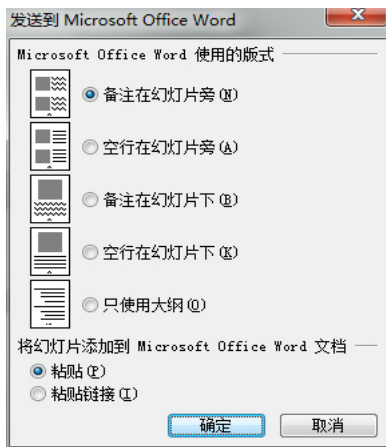 发送到 Microsoft Office Word
Microsoft Office Word 使用的版式
备注在幻灯片旁(N)
空行在幻灯片旁(A)
备注在幻灯片下(B)
空行在幻灯片下(K)
只使用大纲(O)
将幻灯片添加到 Microsoft Office Word 文档
粘贴(P)
粘贴链接(I)
确定 取消